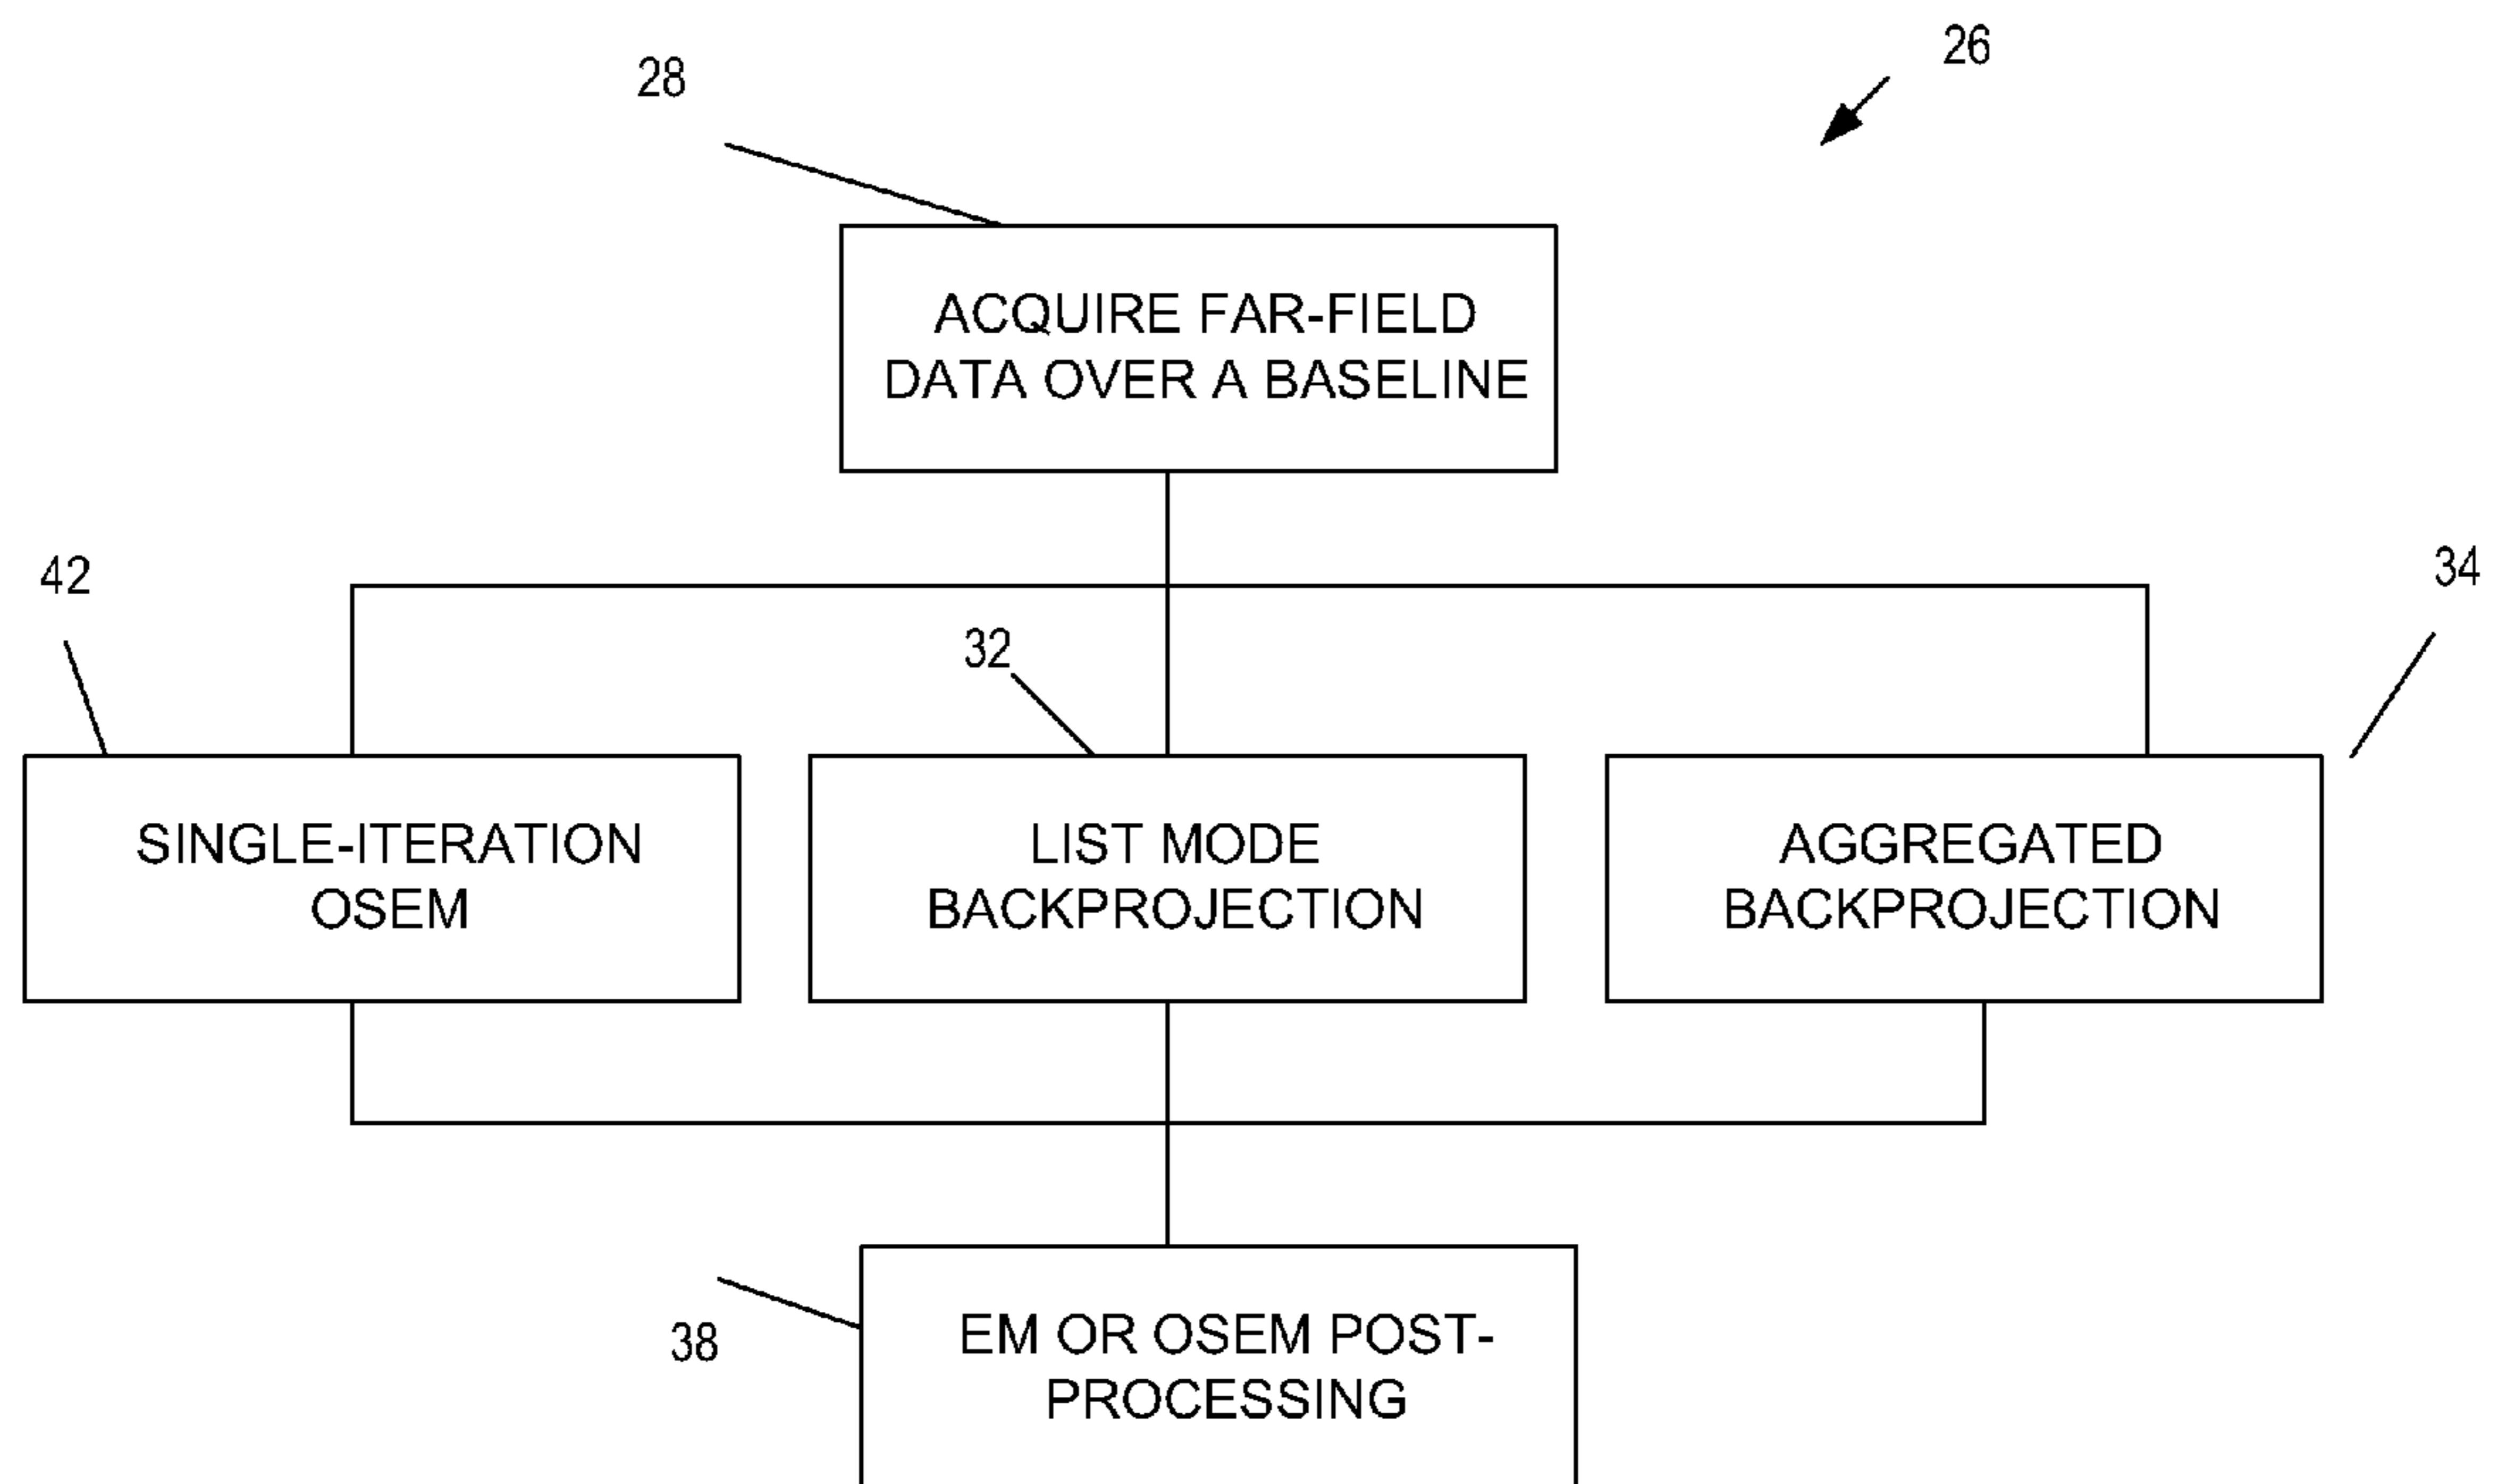 26
28
ACQUIRE FAR-FIELD
DATA OVER A BASELINE
42
34
32
SINGLE-ITERATION
OSEM
LIST MODE
BACKPROJECTION
AGGREGATED
BACKPROJECTION
38
EM OR OSEM POST-
PROCESSING